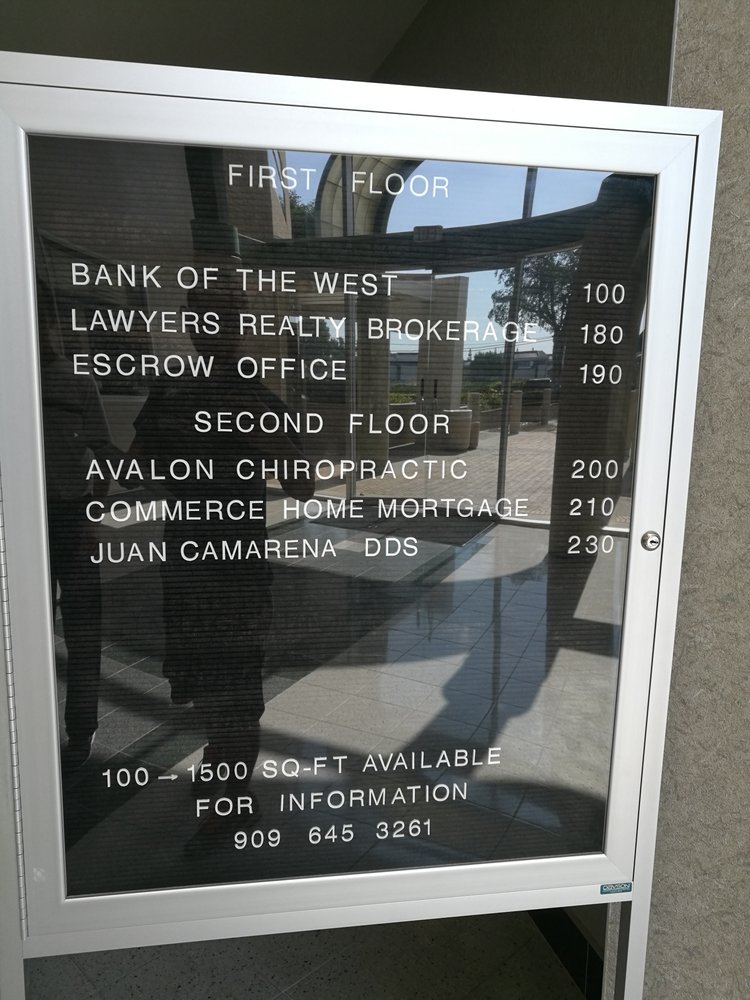 FIRST FLOOR
BANK OF THE WEST 100
LAWYERS REALTY BROKERAGE 180
ESCROW OFFICE 190
SECOND FLOOR
AVALON CHIROPRACTIC 200
COMMERCE HOME MORTGAGE 210
JUAN CAMARENA DDS 230
100→1500 SQ-FT AVAILABLE
FOR INFORMATION
909 645 3261